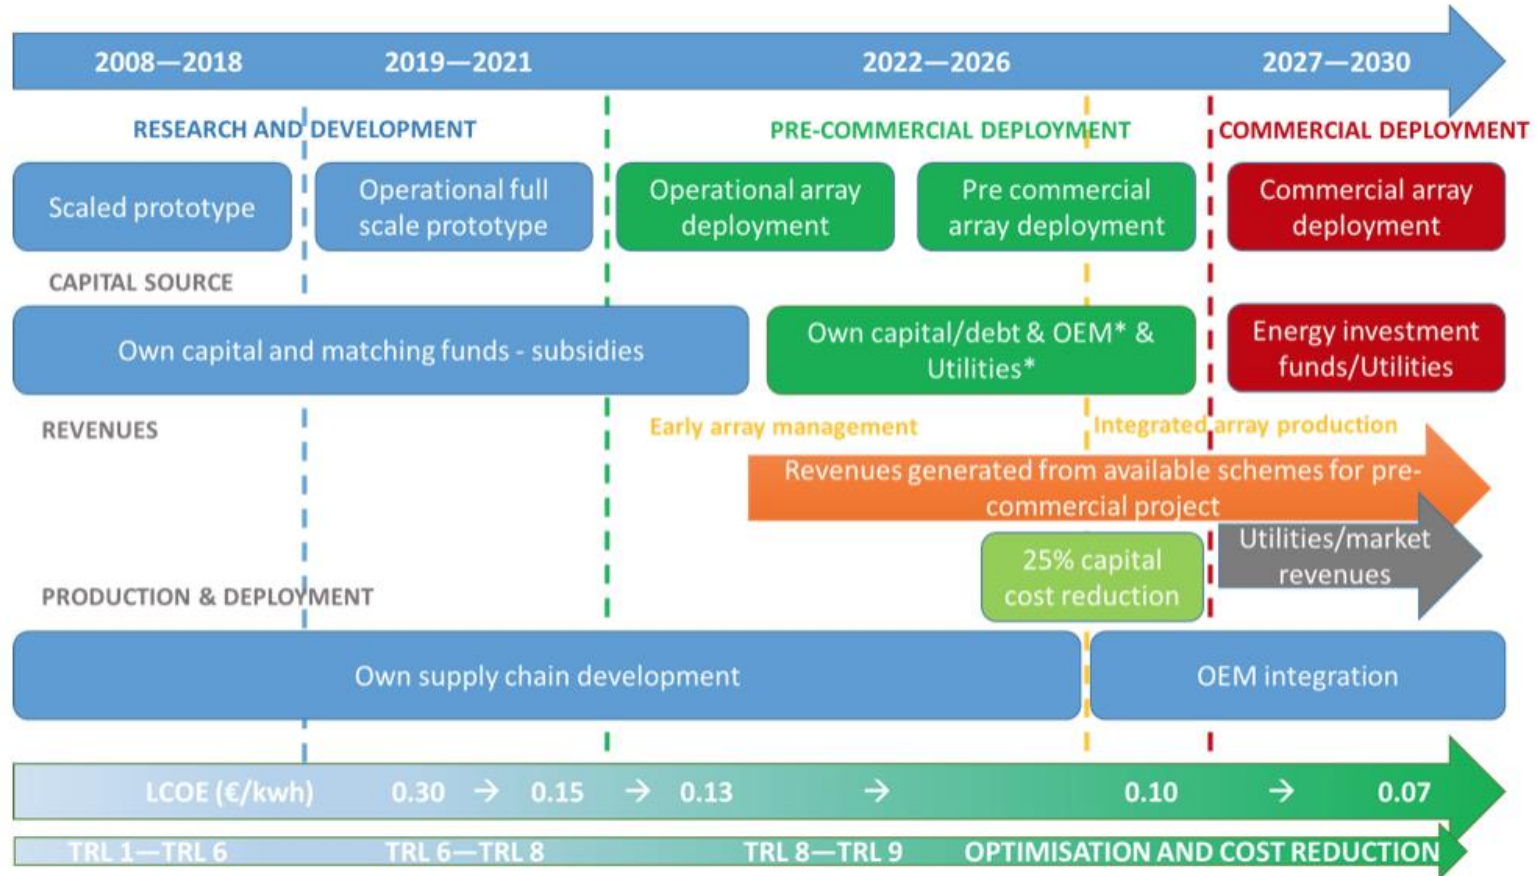 2008—2018 2019—2021 2022—2026 2027—2030
RESEARCH AND DEVELOPMENT PRE-COMMERCIAL DEPLOYMENT COMMERCIAL DEPLOYMENT
Scaled prototype
Operational full
scale prototype
Operational array
deployment
Pre commercial
array deployment
Commercial array
deployment
CAPITAL SOURCE
Own capital and matching funds - subsidies
Own capital/debt & OEM* &
Utilities*
Energy investment
funds/Utilities
REVENUES
Early array management
Integrated array production
Revenues generated from available schemes for pre-
commercial project
Utilities/market
revenues
25% capital
cost reduction
PRODUCTION & DEPLOYMENT
Own supply chain development
OEM integration
LCOE (€/kwh) 0.30 → 0.15 → 0.13 → 0.10 → 0.07
TRL 1—TRL 6 TRL 6—TRL 8 TRL 8—TRL 9 OPTIMISATION AND COST REDUCTION